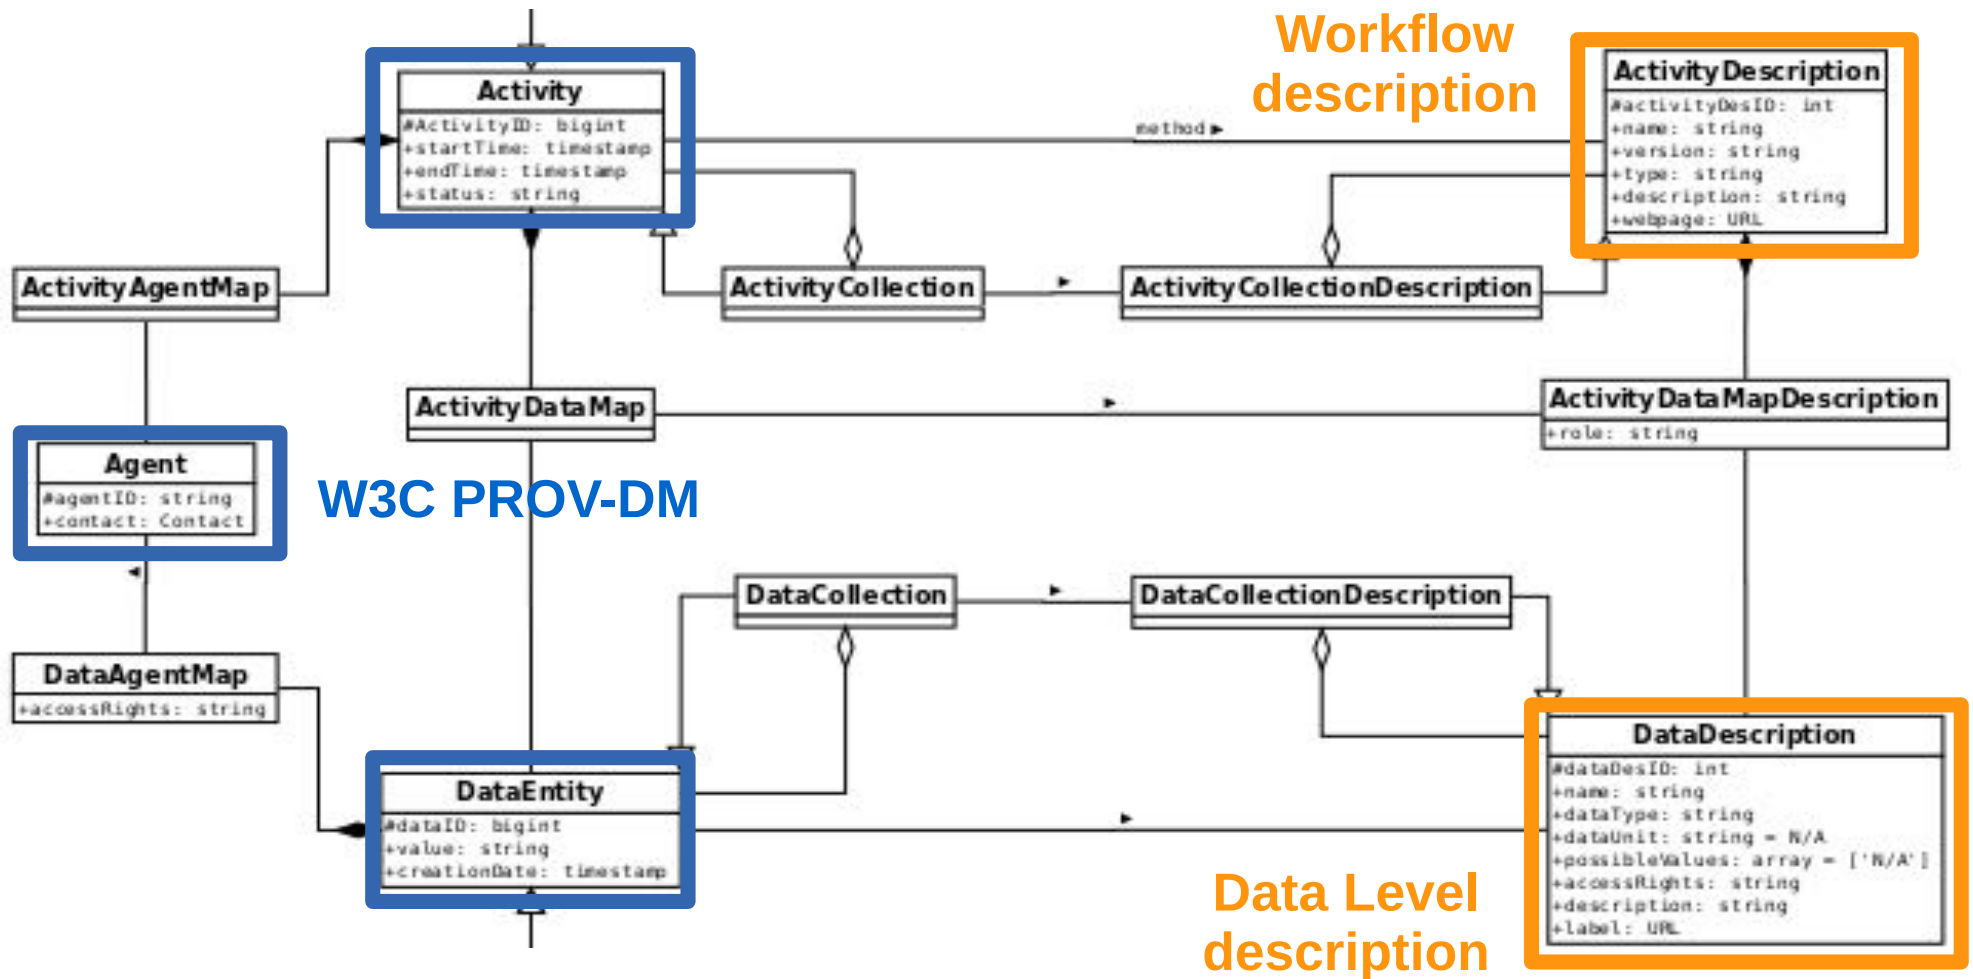 Workflow
description
Activity
#ActivityID: bigint
+startTime: timestamp
+endTime: timestamp
+status: string
method
ActivityDescription
#activityDesID: int
+name: string
+version: string
+type: string
+description: string
+webpage: URL
ActivityAgentMap
ActivityCollection
ActivityCollectionDescription
ActivityDataMap
ActivityDataMapDescription
+role: string
Agent
#agentID: string
+contact: Contact
W3C PROV-DM
DataCollection
DataCollectionDescription
DataAgentMap
+accessRights: string
DataEntity
#dataID: bigint
+value: string
+creationDate: timestamp
DataDescription
#dataDesID: int
+name: string
+dataType: string
+dataUnit: string = N/A
+possibleValues: array = ['N/A']
+accessRights: string
+description: string
+label: URL
Data Level
description